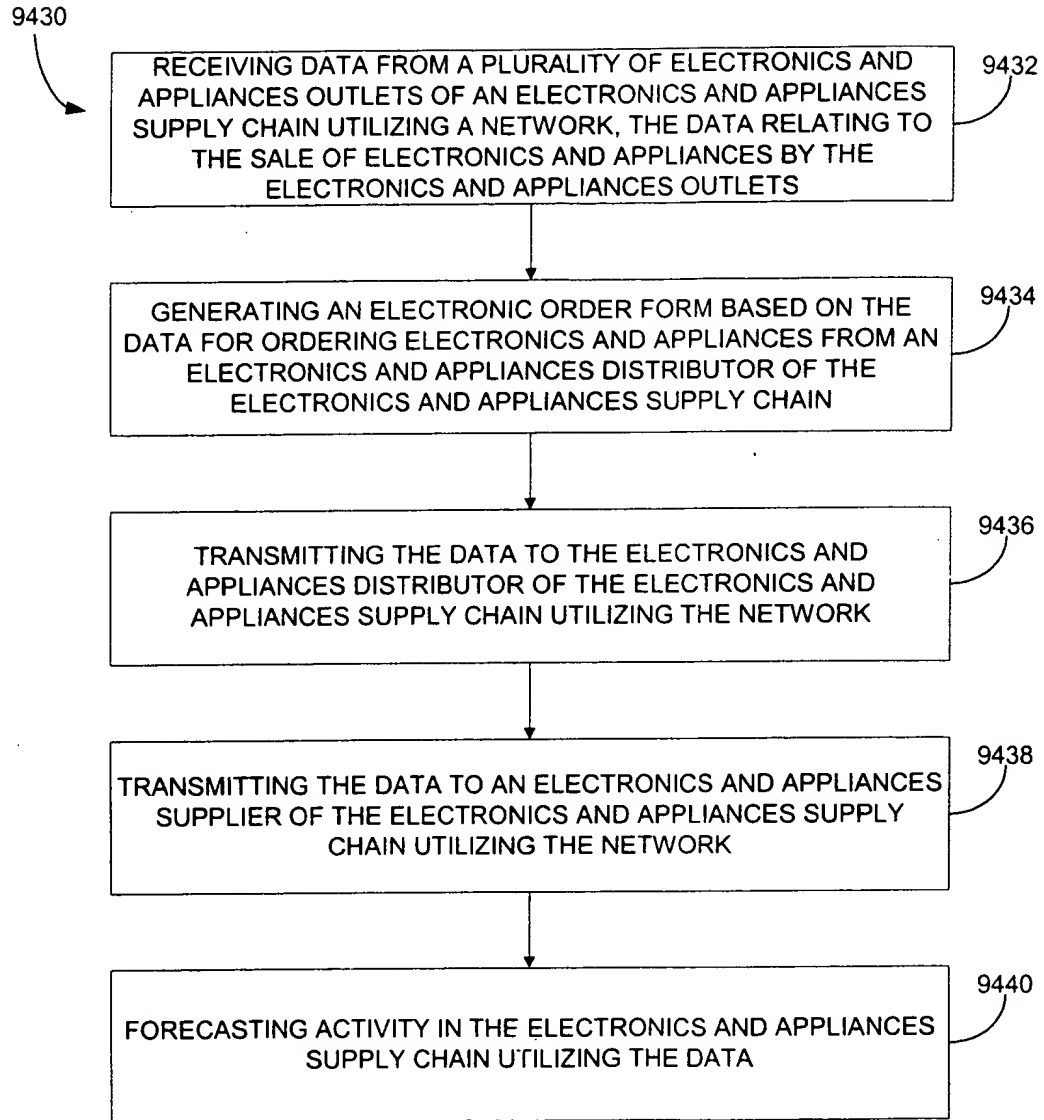 9430
RECEIVING DATA FROM A PLURALITY OF ELECTRONICS AND
APPLIANCES OUTLETS OF AN ELECTRONICS AND APPLIANCES
SUPPLY CHAIN UTILIZING A NETWORK, THE DATA RELATING TO
THE SALE OF ELECTRONICS AND APPLIANCES BY THE
ELECTRONICS AND APPLIANCES OUTLETS
9432
GENERATING AN ELECTRONIC ORDER FORM BASED ON THE
DATA FOR ORDERING ELECTRONICS AND APPLIANCES FROM AN
ELECTRONICS AND APPLIANCES DISTRIBUTOR OF THE
ELECTRONICS AND APPLIANCES SUPPLY CHAIN
9434
TRANSMITTING THE DATA TO THE ELECTRONICS AND
APPLIANCES DISTRIBUTOR OF THE ELECTRONICS AND
APPLIANCES SUPPLY CHAIN UTILIZING THE NETWORK
9436
TRANSMITTING THE DATA TO AN ELECTRONICS AND APPLIANCES
SUPPLIER OF THE ELECTRONICS AND APPLIANCES SUPPLY
CHAIN UTILIZING THE NETWORK
9438
FORECASTING ACTIVITY IN THE ELECTRONICS AND APPLIANCES
SUPPLY CHAIN UTILIZING THE DATA
9440